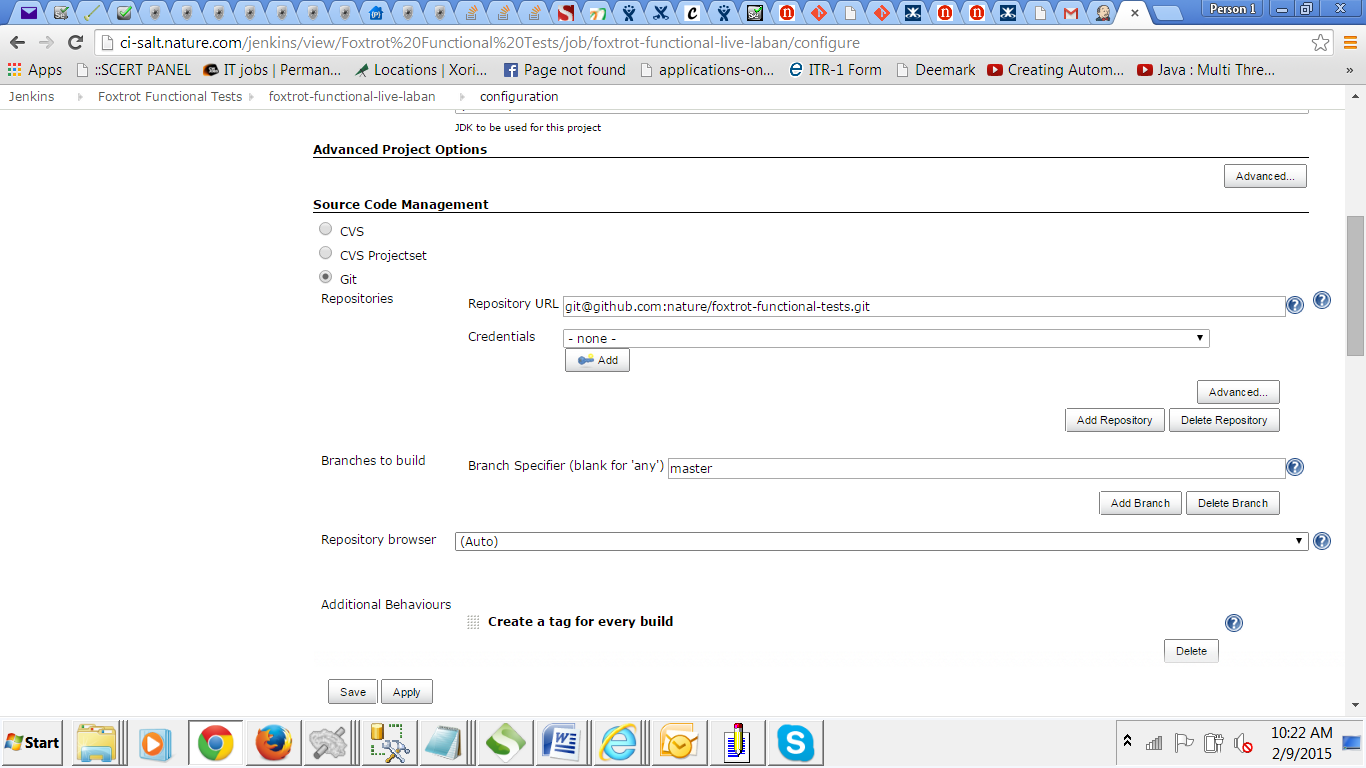 Person 1
ci-salt.nature.com/jenkins/view/Foxtrot%20Functional%20Tests/job/foxtrot-functional-live-laban/configure
Apps ::SCERT PANEL IT jobs | Perman... Locations | Xori... Page not found applications-on... ITR-1 Form Deemark Creating Autom... Java : Multi Thre... »
Jenkins Foxtrot Functional Tests foxtrot-functional-live-laban configuration
JDK to be used for this project
Advanced Project Options
Advanced...
Source Code Management
CVS
CVS Projectset
Git
Repositories
Repository URL git@github.com:nature/foxtrot-functional-tests.git
Credentials - none -
Add
Advanced...
Add Repository Delete Repository
Branches to build
Branch Specifier (blank for 'any') master
Add Branch Delete Branch
Repository browser (Auto)
Additional Behaviours
Create a tag for every build
Delete
Save Apply
Start
10:22 AM
2/9/2015